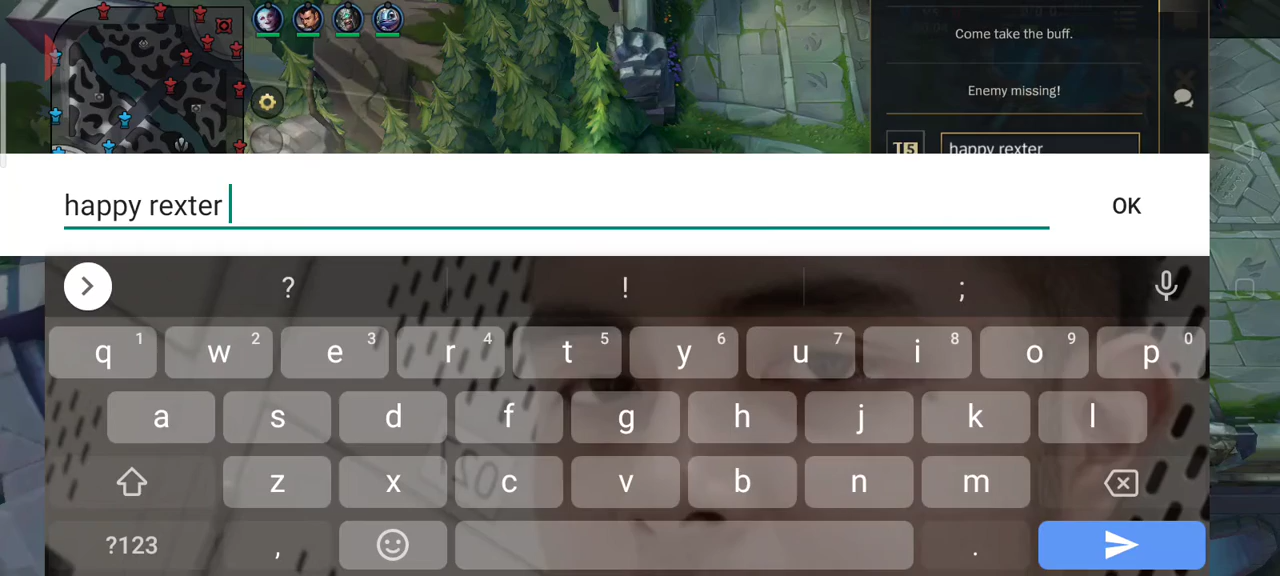 Come take the buff.
Enemy missing!
happy rexter
happy rexter
OK
? ! ;
q 1 w 2 e 3 r 4 t 5 y 6 u 7 i 8 o 9 p 0
a s d f g h j k l
z x c v b n m
?123 , .